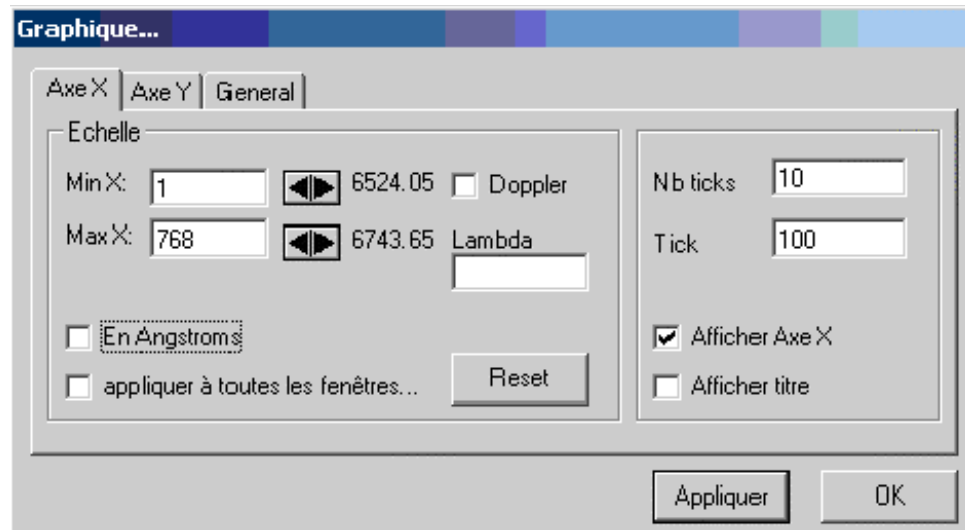 Graphique...
Axe X Axe Y General
Echelle
Min X: 1 6524.05 Doppler
Max X: 768 6743.65 Lambda
En Angstroms
appliquer à toutes les fenêtres... Reset
Nb ticks 10
Tick 100
Afficher Axe X
Afficher titre
Appliquer OK